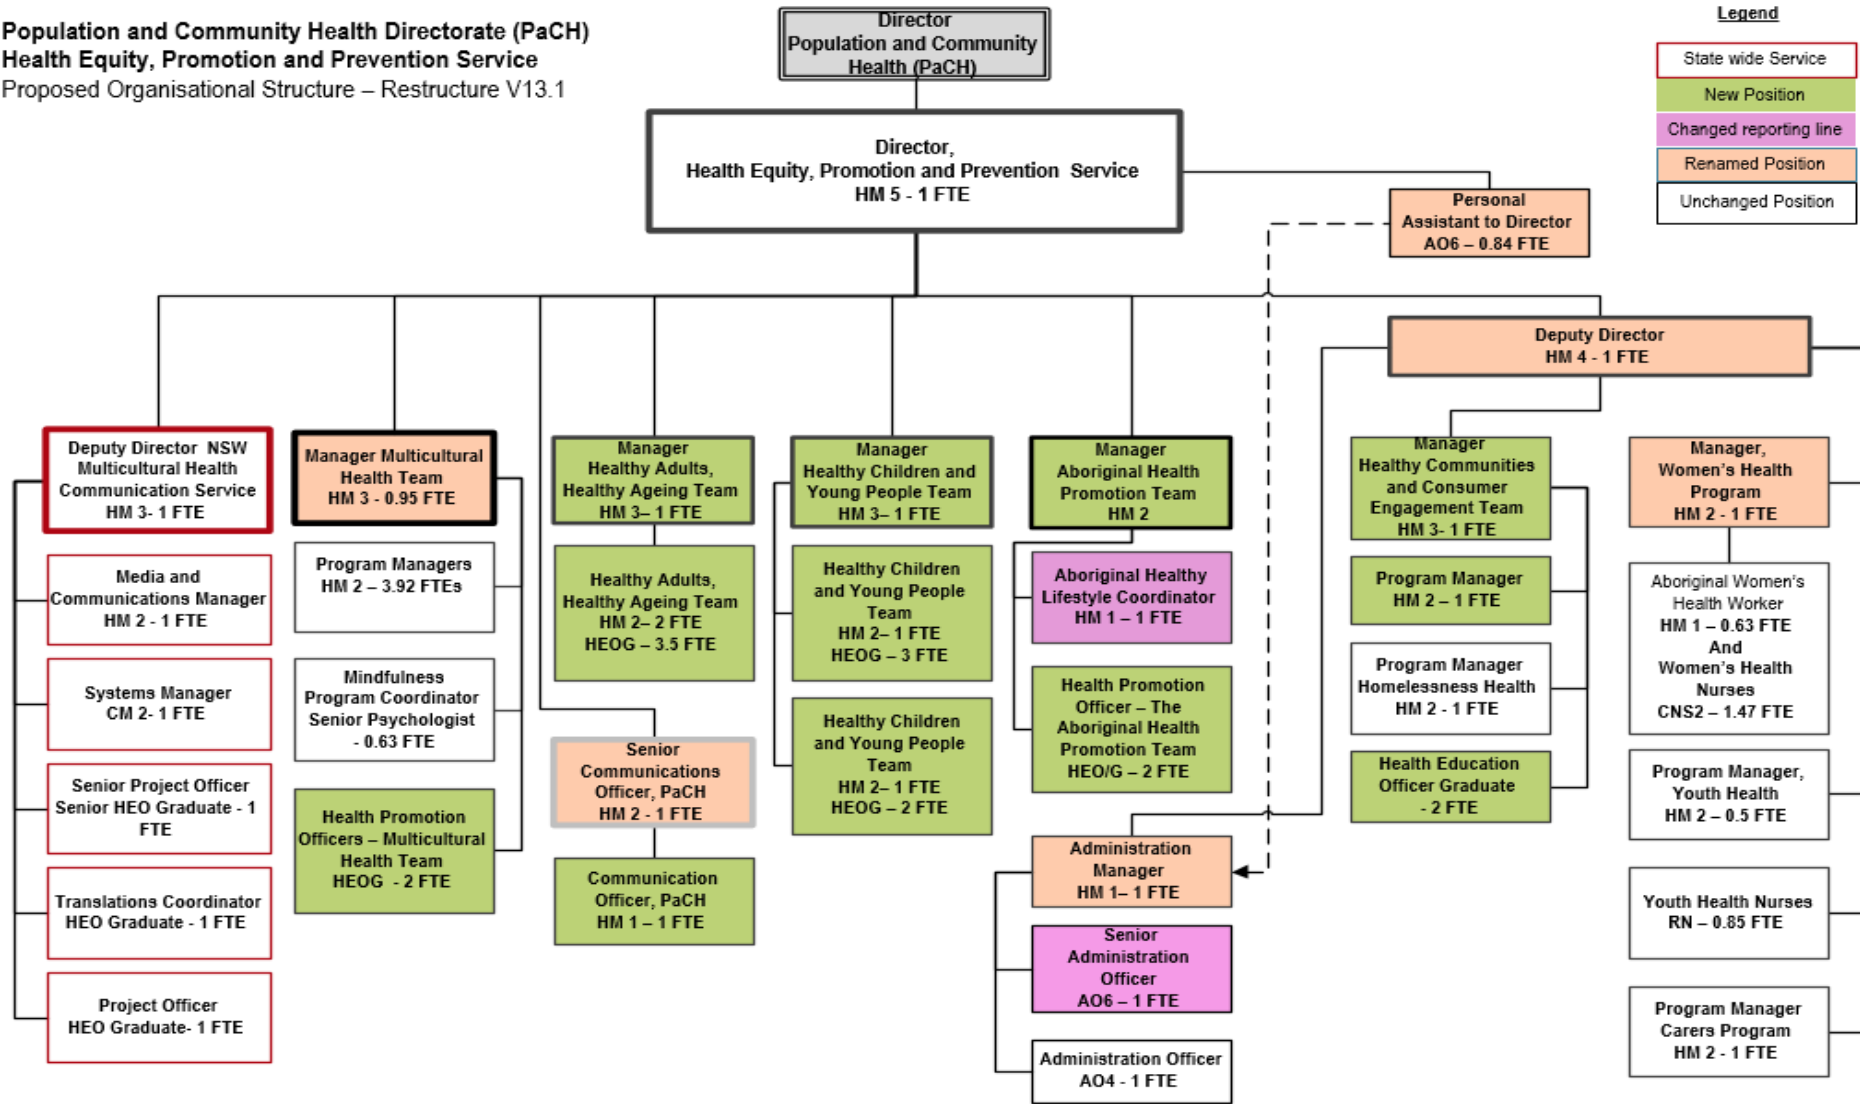 Population and Community Health Directorate (PaCH)
Health Equity, Promotion and Prevention Service
Proposed Organisational Structure – Restructure V13.1
Director
Population and Community
Health (PaCH)
Legend
State wide Service
New Position
Changed reporting line
Renamed Position
Unchanged Position
Director,
Health Equity, Promotion and Prevention Service
HM 5 - 1 FTE
Personal
Assistant to Director
AO6 – 0.84 FTE
Deputy Director
HM 4 - 1 FTE
Deputy Director NSW
Multicultural Health
Communication Service
HM 3- 1 FTE
Media and
Communications Manager
HM 2 - 1 FTE
Systems Manager
CM 2- 1 FTE
Senior Project Officer
Senior HEO Graduate - 1
FTE
Translations Coordinator
HEO Graduate - 1 FTE
Project Officer
HEO Graduate- 1 FTE
Manager Multicultural
Health Team
HM 3 - 0.95 FTE
Program Managers
HM 2 – 3.92 FTEs
Mindfulness
Program Coordinator
Senior Psychologist
- 0.63 FTE
Health Promotion
Officers – Multicultural
Health Team
HEOG - 2 FTE
Manager
Healthy Adults,
Healthy Ageing Team
HM 3– 1 FTE
Healthy Adults,
Healthy Ageing Team
HM 2– 2 FTE
HEOG – 3.5 FTE
Senior
Communications
Officer, PaCH
HM 2 - 1 FTE
Communication
Officer, PaCH
HM 1 – 1 FTE
Manager
Healthy Children and
Young People Team
HM 3– 1 FTE
Healthy Children
and Young People
Team
HM 2– 1 FTE
HEOG – 3 FTE
Healthy Children
and Young People
Team
HM 2– 1 FTE
HEOG – 2 FTE
Manager
Aboriginal Health
Promotion Team
HM 2
Aboriginal Healthy
Lifestyle Coordinator
HM 1 – 1 FTE
Health Promotion
Officer – The
Aboriginal Health
Promotion Team
HEO/G – 2 FTE
Administration
Manager
HM 1– 1 FTE
Senior
Administration
Officer
AO6 – 1 FTE
Administration Officer
AO4 - 1 FTE
Manager
Healthy Communities
and Consumer
Engagement Team
HM 3- 1 FTE
Program Manager
HM 2 – 1 FTE
Program Manager
Homelessness Health
HM 2 - 1 FTE
Health Education
Officer Graduate
- 2 FTE
Manager,
Women's Health
Program
HM 2 - 1 FTE
Aboriginal Women's
Health Worker
HM 1 – 0.63 FTE
And
Women's Health
Nurses
CNS2 – 1.47 FTE
Program Manager,
Youth Health
HM 2 – 0.5 FTE
Youth Health Nurses
RN – 0.85 FTE
Program Manager
Carers Program
HM 2 - 1 FTE